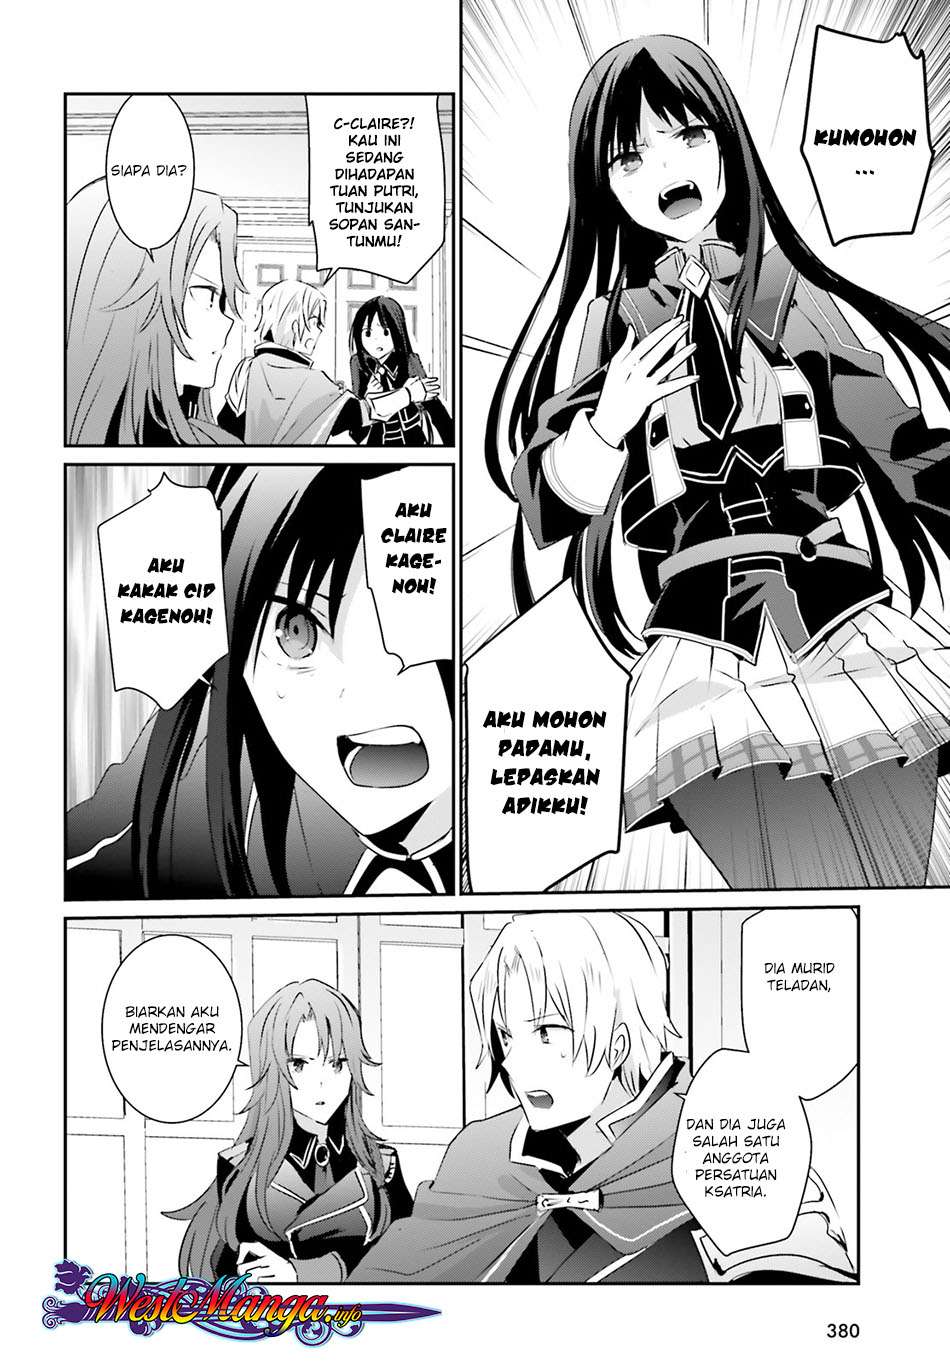 KUMOHON
...
AKU MOHON
PADAMU,
LEPASKAN
ADIKKU!
C-CLAIRE?!
KAU INI
SEDANG
DIHADAPAN
TUAN PUTRI,
TUNJUKAN
SOPAN SAN-
TUNMU!
SIAPA DIA?
AKU
CLAIRE
KAGE-
NOH!
AKU
KAKAK CID
KAGENOH!
DIA MURID
TELADAN,
DAN DIA JUGA
SALAH SATU
ANGGOTA
PERSATUAN
KSATRIA.
BIARKAN AKU
MENDENGAR
PENJELASANNYA.
WestManga.info
380